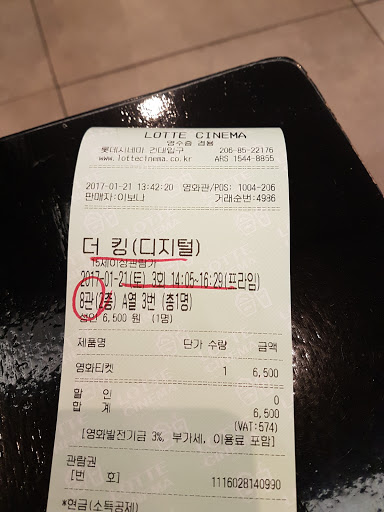 LOTTE CINEMA
영수증 겸용
롯데시네마 건대입구 206-85-22176
www.lottecinema.co.kr ARS 1544-8855
2017-01-21 13:42:20 영화관/POS: 1004-206
판매자:이보나 거래순번:4986
더 킹(디지털)
15세이상관람가
2017-01-21(토) 3회 14:05-16:29(프라임)
8관(2층) A열 3번 (총1명)
성인 6,500 원 (1명)
제품명 단가 수량 금액
영화티켓 1 6,500
할 인 0
합 계 6,500
[VAT:574)
[영화발전기금 3%, 부가세, 이용료 포함]
관람권
[번 호] 1116028140990
*현금(소득공제)